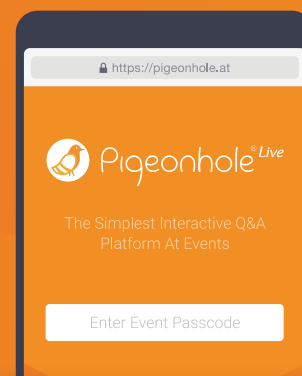 https://pigeonhole.at
Pigeonhole® Live
The Simplest Interactive Q&A
Platform At Events
Enter Event Passcode